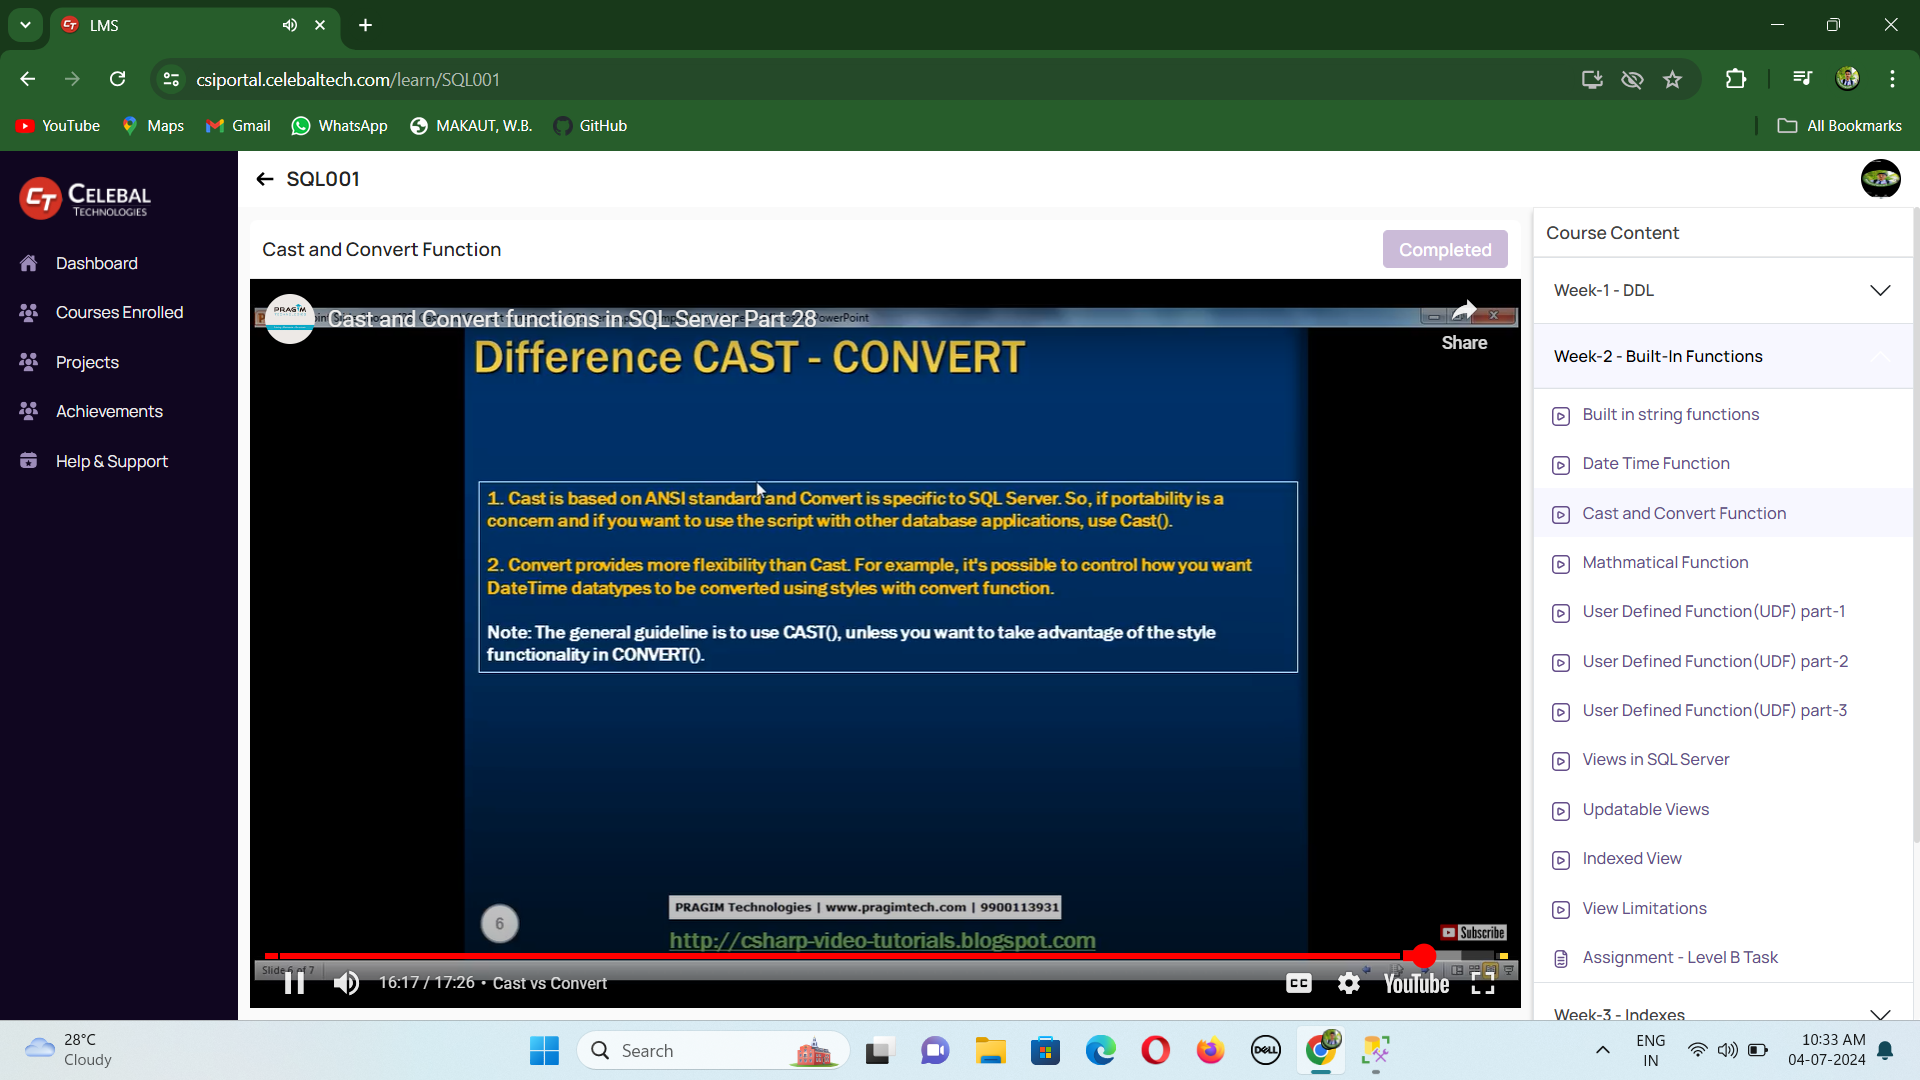 LMS
csiportal.celebaltech.com/learn/SQL001
YouTube
Maps
Gmail
WhatsApp
MAKAUT, W.B.
GitHub
All Bookmarks
CT
CELEBAL
TECHNOLOGIES
SQL001
Dashboard
Courses Enrolled
Projects
Achievements
Help & Support
Cast and Convert Function
Completed
PRAGIM
Cast and Convert functions in SQL Server Part 28
PowerPoint
Share
Difference CAST - CONVERT
1. Cast is based on ANSI standard and Convert is specific to SQL Server. So, if portability is a
concern and if you want to use the script with other database applications, use Cast().
2. Convert provides more flexibility than Cast. For example, it's possible to control how you want
DateTime datatypes to be converted using styles with convert function.
Note: The general guideline is to use CAST(), unless you want to take advantage of the style
functionality in CONVERT().
6
PRAGIM Technologies | www.pragimtech.com | 9900113931
http://csharp-video-tutorials.blogspot.com
Subscribe
Slide 6 of 7
16:17 / 17:26 • Cast vs Convert
CC
YouTube
Course Content
Week-1 - DDL
Week-2 - Built-In Functions
Built in string functions
Date Time Function
Cast and Convert Function
Mathmatical Function
User Defined Function(UDF) part-1
User Defined Function(UDF) part-2
User Defined Function(UDF) part-3
Views in SQL Server
Updatable Views
Indexed View
View Limitations
Assignment - Level B Task
Week-3 - Indexes
28°C
Cloudy
Search
DELL
ENG
IN
10:33 AM
04-07-2024